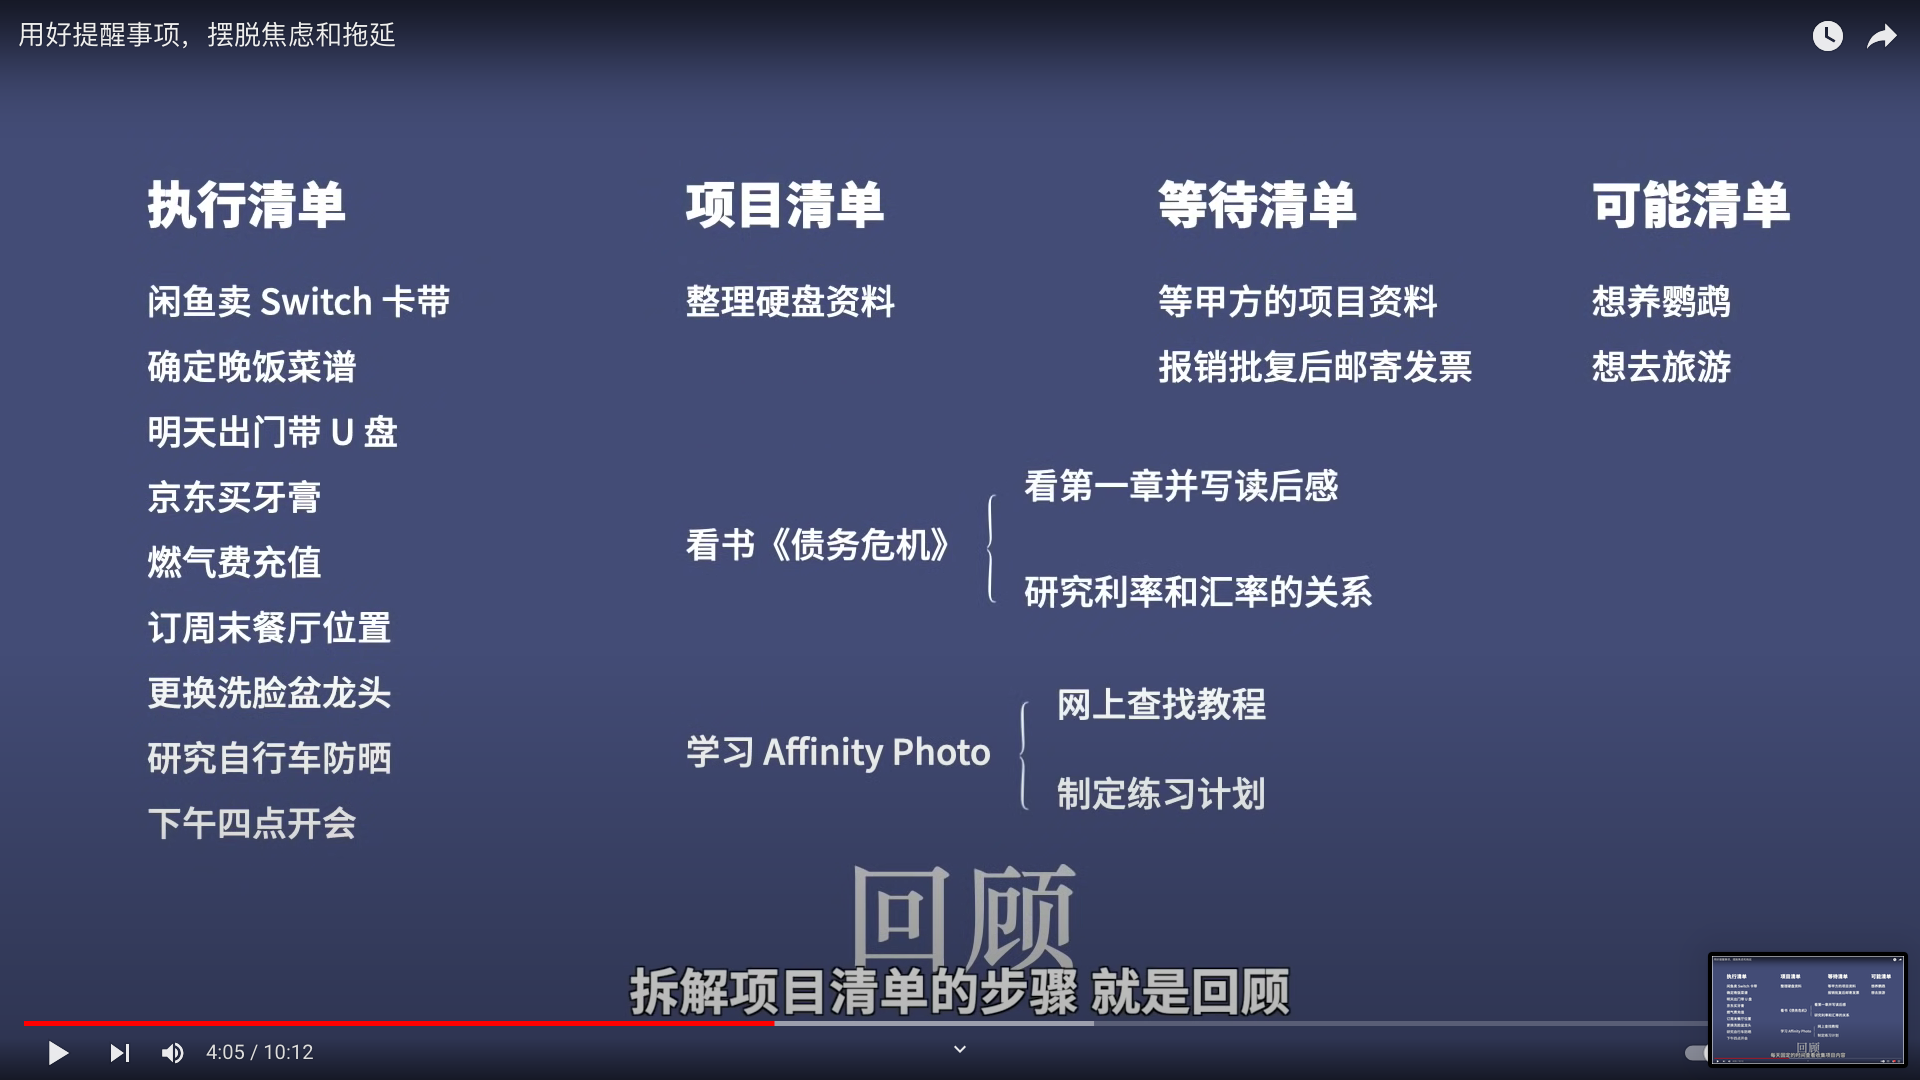 用好提醒事项，摆脱焦虑和拖延
执行清单
闲鱼卖 Switch 卡带
确定晚饭菜谱
明天出门带 U 盘
京东买牙膏
燃气费充值
订周末餐厅位置
更换洗脸盆龙头
研究自行车防晒
下午四点开会
项目清单
整理硬盘资料
看书《债务危机》
看第一章并写读后感
研究利率和汇率的关系
学习 Affinity Photo
网上查找教程
制定练习计划
等待清单
等甲方的项目资料
报销批复后邮寄发票
可能清单
想养鹦鹉
想去旅游
回顾
拆解项目清单的步骤 就是回顾
4:05 / 10:12